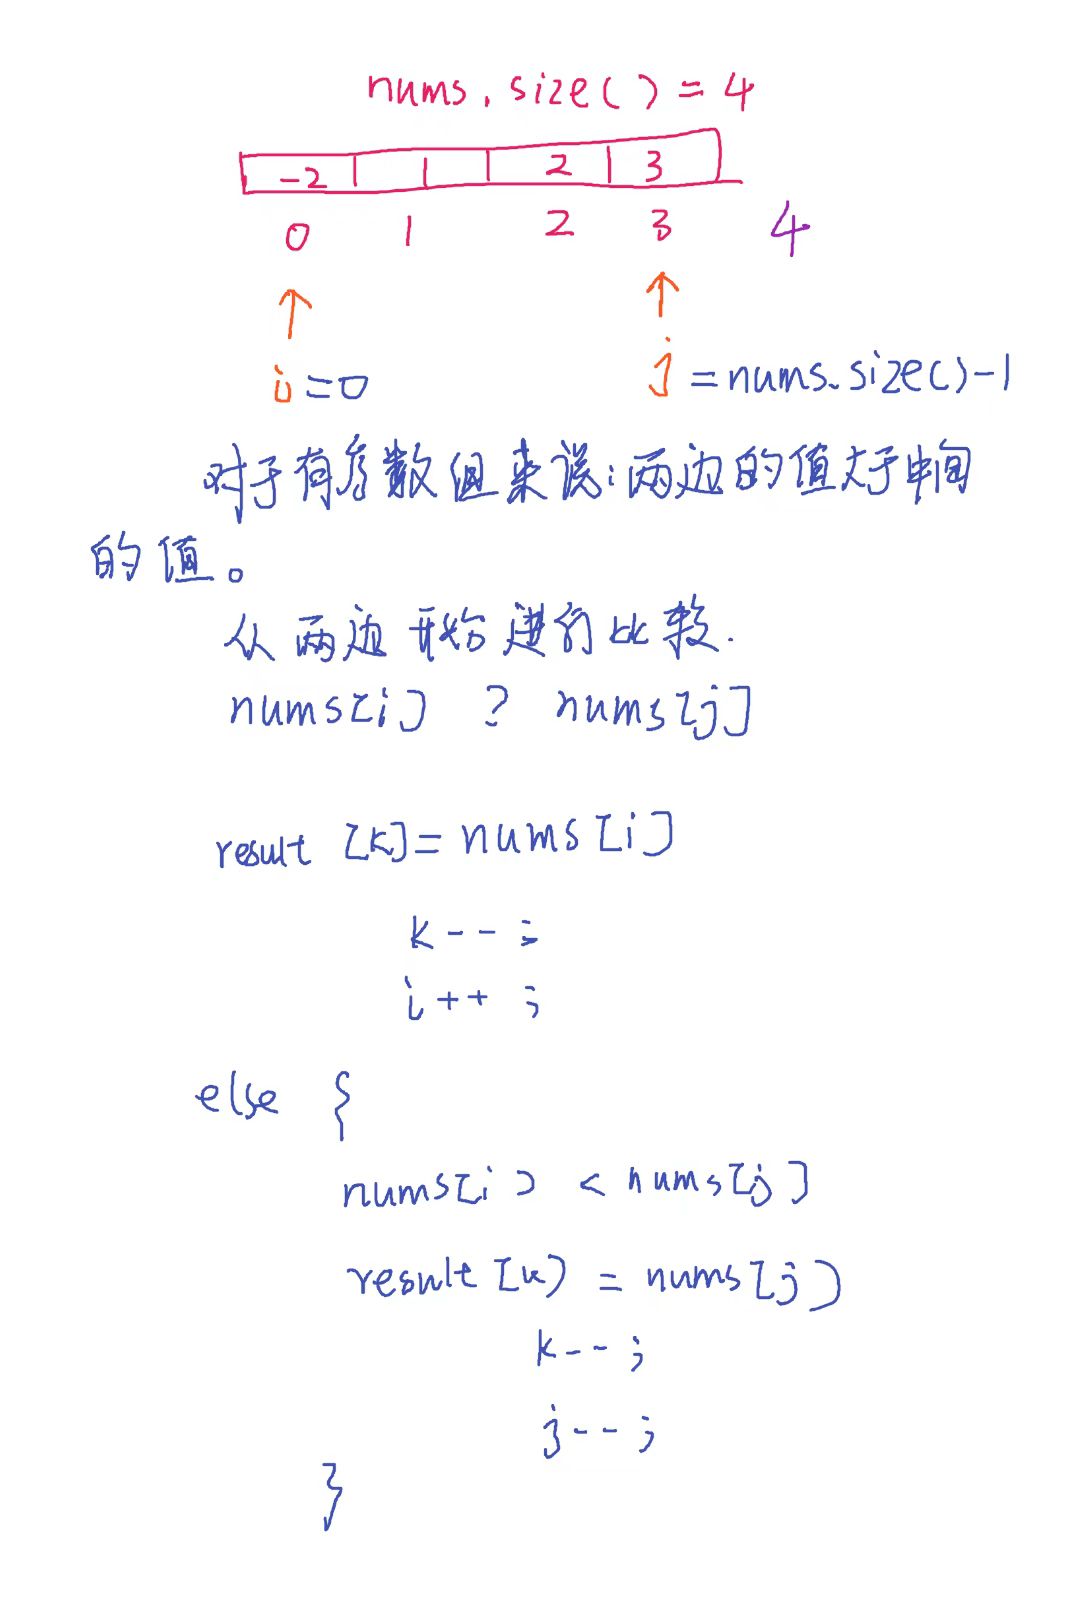 nums.size()=4
-2 1 2 3
0 1 2 3 4
i=0 j=nums.size()-1
对于有序数组来说:两边的值大于中间
的值。
从两边开始进行比较.
nums[i] ? nums[j]
result [k]=nums[i]
k--;
i++;
else {
nums[i] < nums[j]
result[k] = nums[j]
k--;
j--;
}